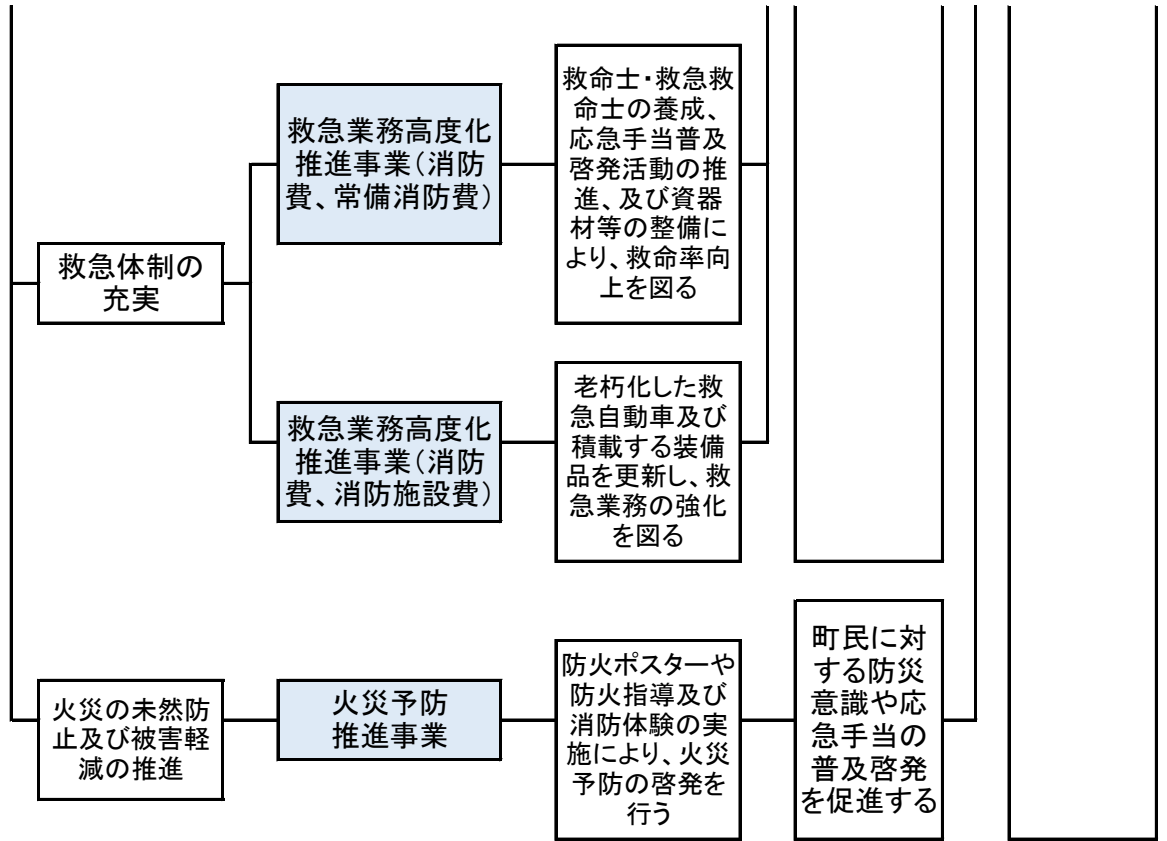 救急体制の
充実
救急業務高度化
推進事業(消防
費、常備消防費)
救命士・救急救
命士の養成、
応急手当普及
啓発活動の推
進、及び資器
材等の整備に
より、救命率向
上を図る
救急業務高度化
推進事業(消防
費、消防施設費)
老朽化した救
急自動車及び
積載する装備
品を更新し、救
急業務の強化
を図る
火災の未然防
止及び被害軽
減の推進
火災予防
推進事業
防火ポスターや
防火指導及び
消防体験の実
施により、火災
予防の啓発を
行う
町民に対
する防災
意識や応
急手当の
普及啓発
を促進する